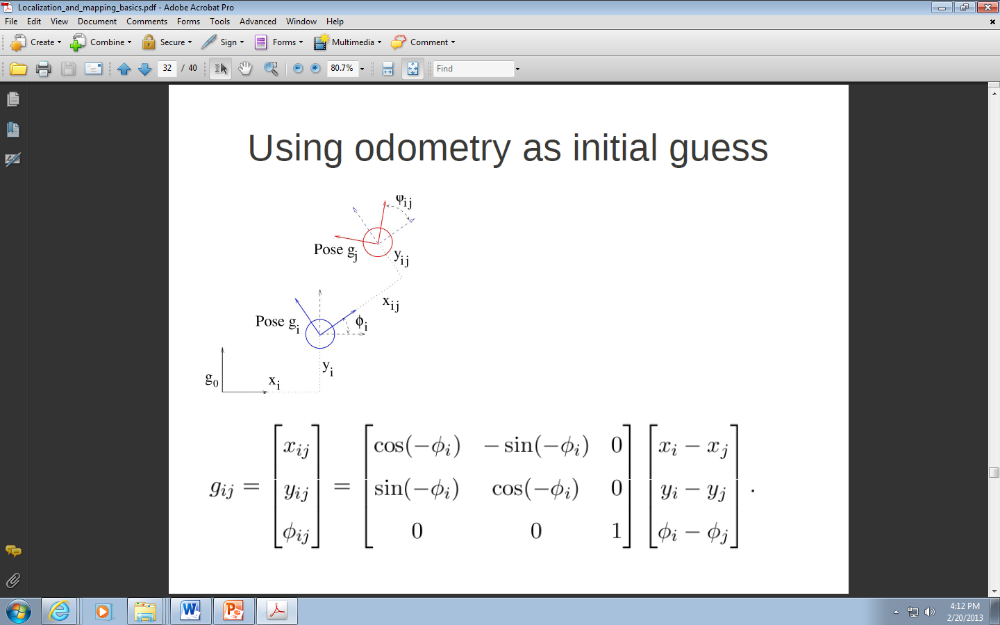 Localization_and_mapping_basics.pdf - Adobe Acrobat Pro
File Edit View Document Comments Forms Tools Advanced Window Help
Create Combine Secure Sign Forms Multimedia Comment
32 / 40 80.7% Find
Using odometry as initial guess
φij
Pose gj
yij
xij
Pose gi
ϕi
yi
g0
xi
gij = [xij yij ϕij] = [cos(−ϕi) − sin(−ϕi) 0 sin(−ϕi) cos(−ϕi) 0 0 0 1] [xi − xj yi − yj ϕi − ϕj] .
4:12 PM
2/20/2013